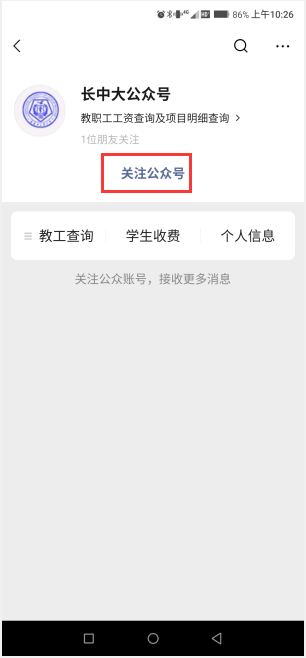 86% 上午10:26
长中大公众号
教职工工资查询及项目明细查询
1位朋友关注
关注公众号
教工查询 学生收费 个人信息
关注公众账号，接收更多消息